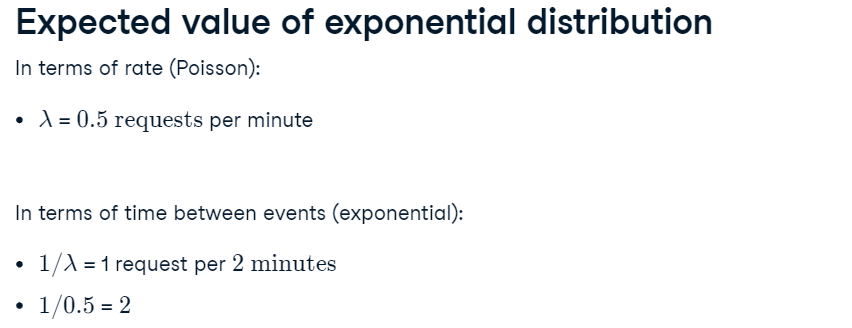 Expected value of exponential distribution
In terms of rate (Poisson):
• λ = 0.5 requests per minute
In terms of time between events (exponential):
• 1/λ = 1 request per 2 minutes
• 1/0.5 = 2